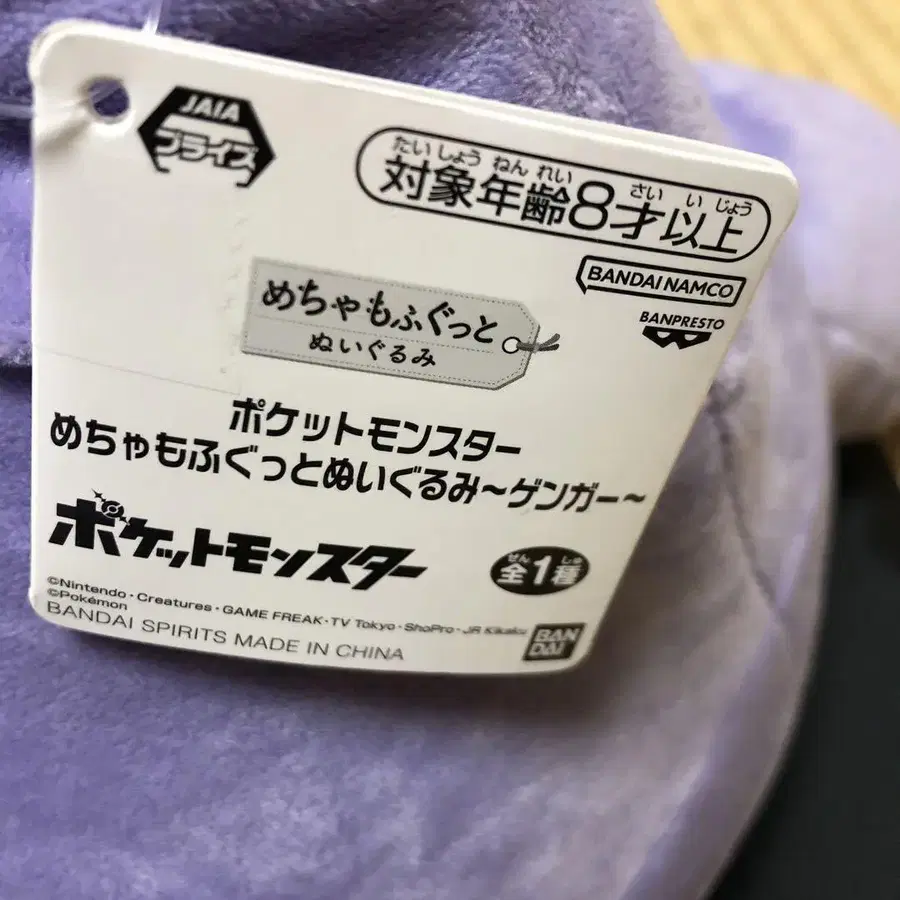 JAIA
プライズ
たいしょうねんれい さいいじょう
対象年齢8才以上
BANDAI NAMCO
BANPRESTO
めちゃもふぐっと
ぬいぐるみ
ポケットモンスター
めちゃもふぐっとぬいぐるみ～ゲンガー～
ポケットモンスター
ぜん しゅ
全1種
©Nintendo・Creatures・GAME FREAK・TV Tokyo・ShoPro・JR Kikaku
©Pokémon
BANDAI SPIRITS MADE IN CHINA
BAN
DAI